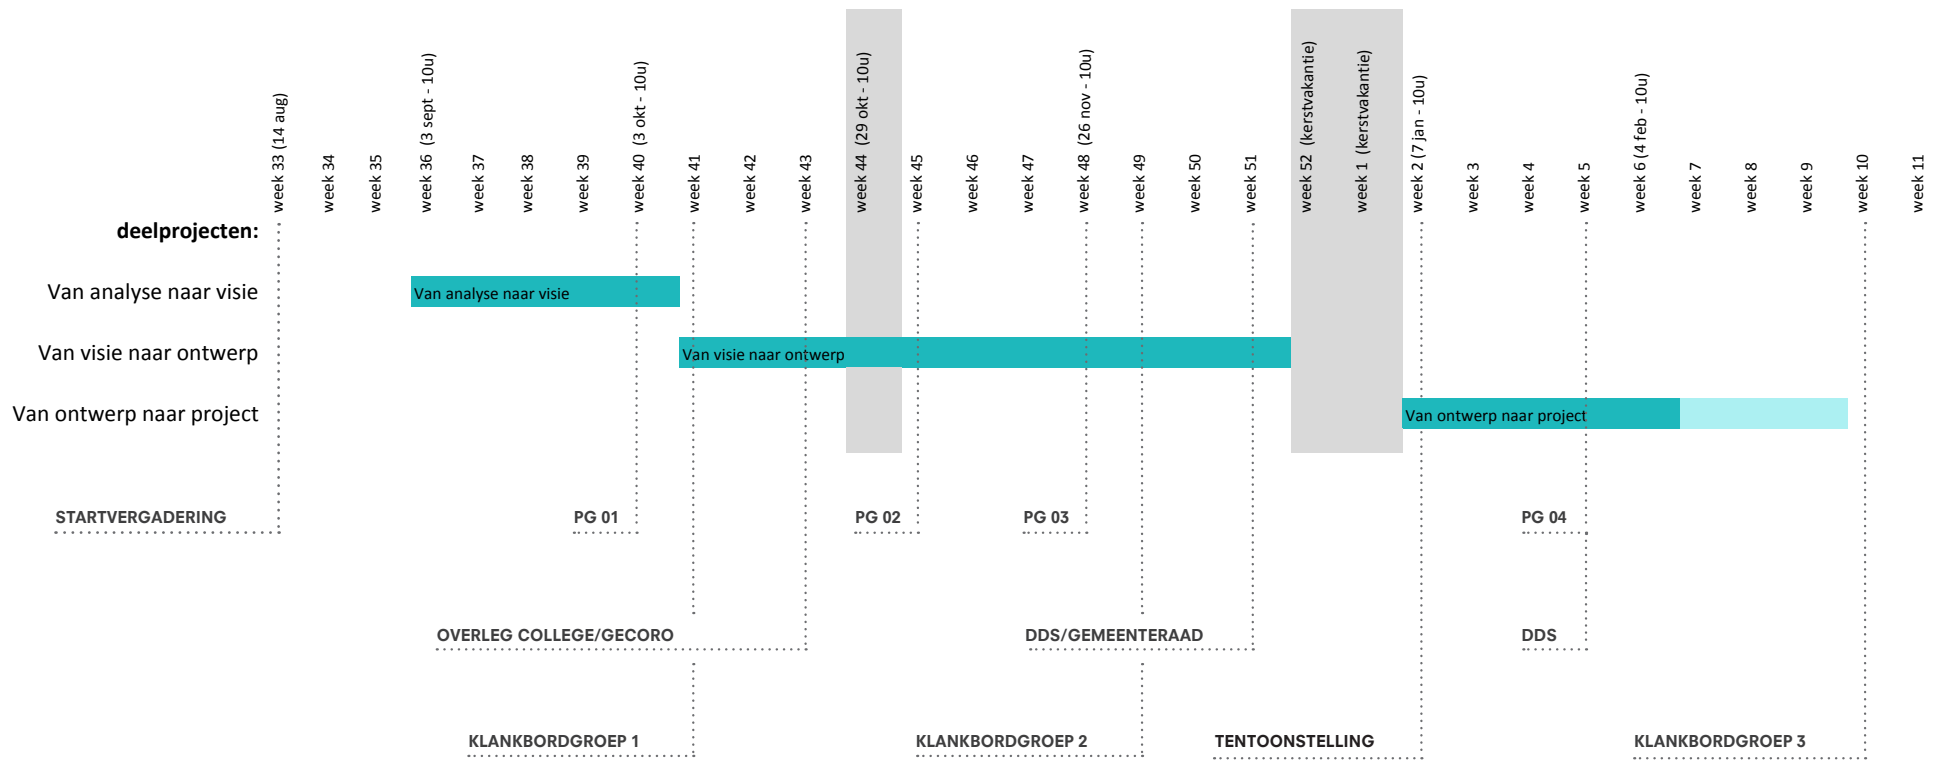 week 33 (14 aug)
week 34
week 35
week 36 (3 sept - 10u)
week 37
week 38
week 39
week 40 (3 okt - 10u)
week 41
week 42
week 43
week 44 (29 okt - 10u)
week 45
week 46
week 47
week 48 (26 nov - 10u)
week 49
week 50
week 51
week 52 (kerstvakantie)
week 1 (kerstvakantie)
week 2 (7 jan - 10u)
week 3
week 4
week 5
week 6 (4 feb - 10u)
week 7
week 8
week 9
week 10
week 11
deelprojecten:
Van analyse naar visie
Van analyse naar visie
Van visie naar ontwerp
Van visie naar ontwerp
Van ontwerp naar project
Van ontwerp naar project
STARTVERGADERING
PG 01
PG 02
PG 03
PG 04
OVERLEG COLLEGE/GECORO
DDS/GEMEENTERAAD
DDS
KLANKBORDGROEP 1
KLANKBORDGROEP 2
TENTOONSTELLING
KLANKBORDGROEP 3